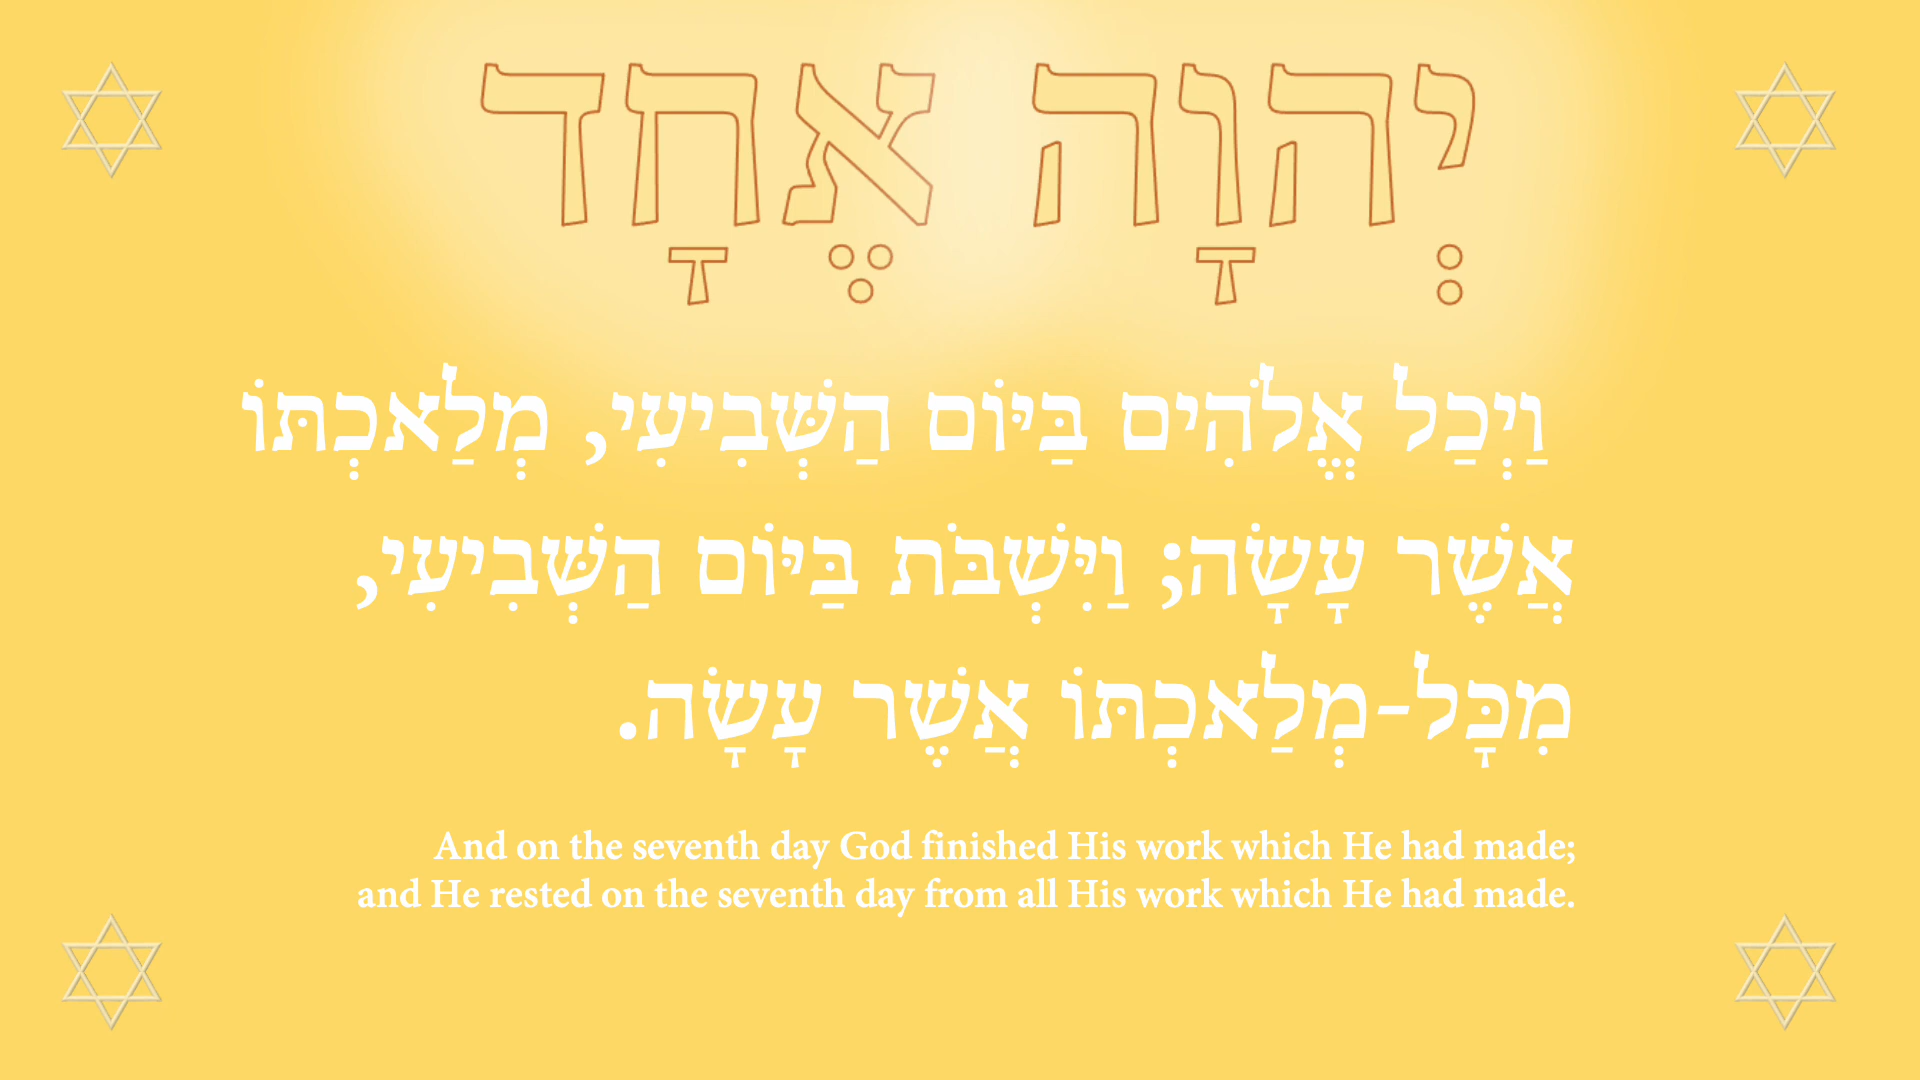 יְהוָה אֶחָד
וַיְכַל אֱלֹהִים בַּיּוֹם הַשְּׁבִיעִי, מְלַאכְתּוֹ
אֲשֶׁר עָשָׂה; וַיִּשְׁבֹּת בַּיּוֹם הַשְּׁבִיעִי,
מִכָּל-מְלַאכְתּוֹ אֲשֶׁר עָשָׂה.
And on the seventh day God finished His work which He had made;
and He rested on the seventh day from all His work which He had made.